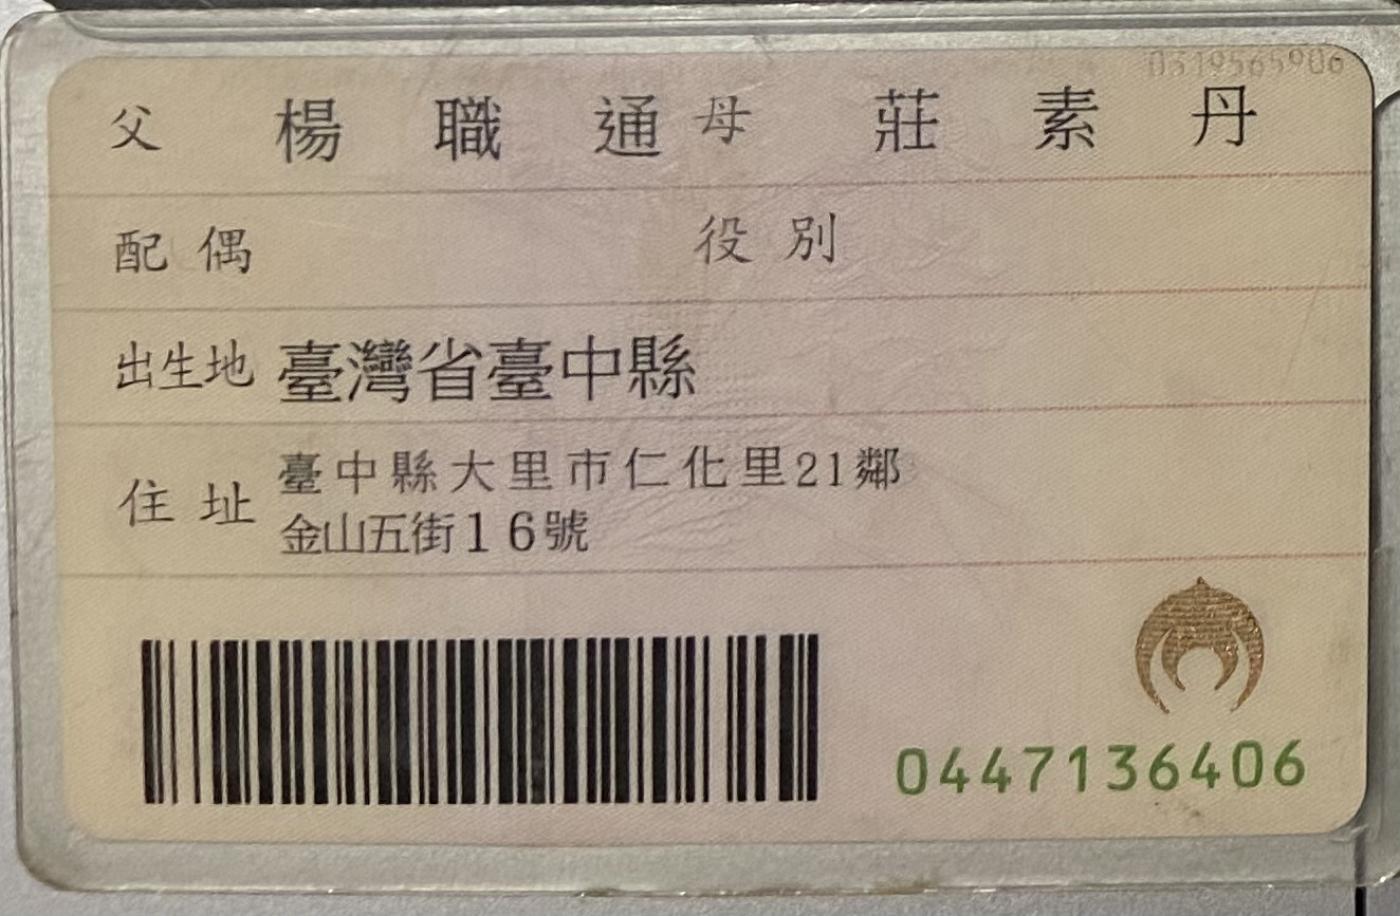 0319565906
父 楊職通 母 莊素丹
配偶 役別
出生地 臺灣省臺中縣
住址 臺中縣大里市仁化里21鄰
金山五街16號
0447136406